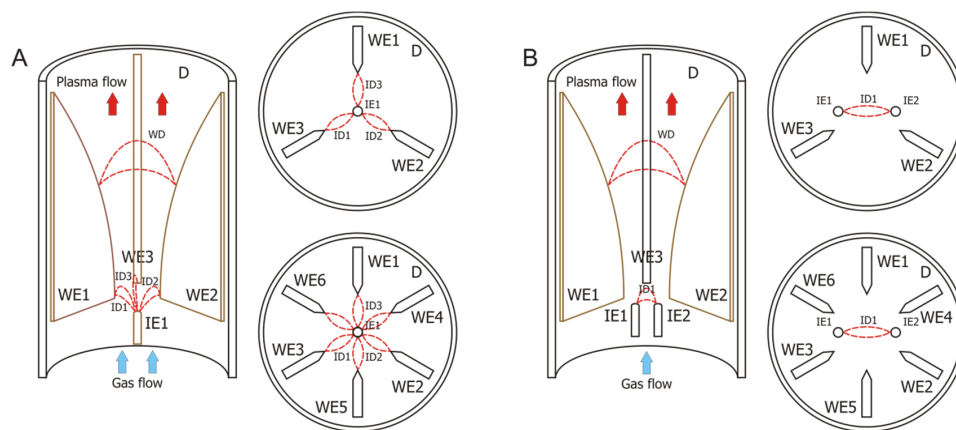 A
D
Plasma flow
WD
WE3
ID3
ID2
ID1
WE1
WE2
IE1
Gas flow
WE1
D
ID3
IE1
WE3
ID1
ID2
WE2
WE1
D
WE6
ID3
IE1
WE4
WE3
ID1
ID2
WE2
WE5
B
D
Plasma flow
WD
WE3
ID1
WE1
WE2
IE1
IE2
Gas flow
WE1
D
IE1
ID1
IE2
WE3
WE2
WE1
D
WE6
IE1
ID1
IE2
WE4
WE3
WE2
WE5